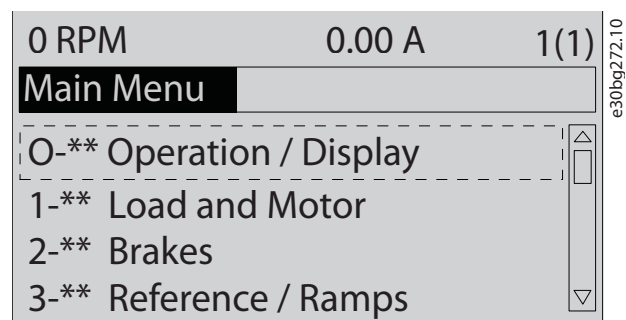 0 RPM 0.00 A 1(1)
Main Menu
O-** Operation / Display
1-** Load and Motor
2-** Brakes
3-** Reference / Ramps
e30bg272.10